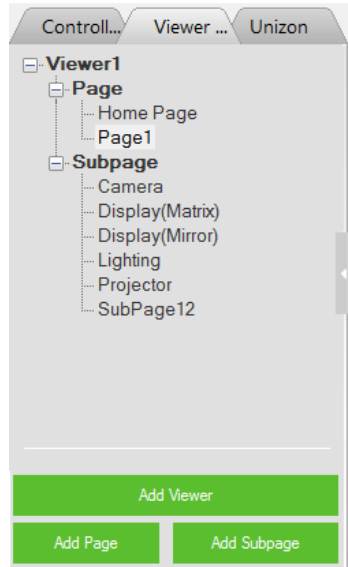 Controll... Viewer ... Unizon
Viewer1
Page
Home Page
Page1
Subpage
Camera
Display(Matrix)
Display(Mirror)
Lighting
Projector
SubPage12
Add Viewer
Add Page Add Subpage